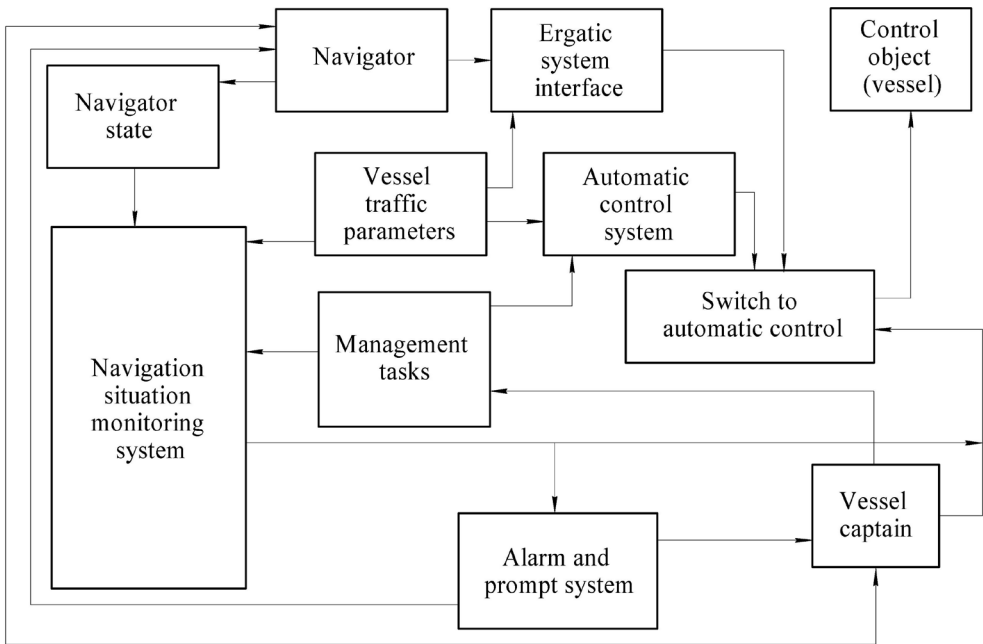 Navigator
Ergatic
system
interface
Control
object
(vessel)
Navigator
state
Vessel
traffic
parameters
Automatic
control
system
Switch to
automatic control
Management
tasks
Navigation
situation
monitoring
system
Vessel
captain
Alarm and
prompt system